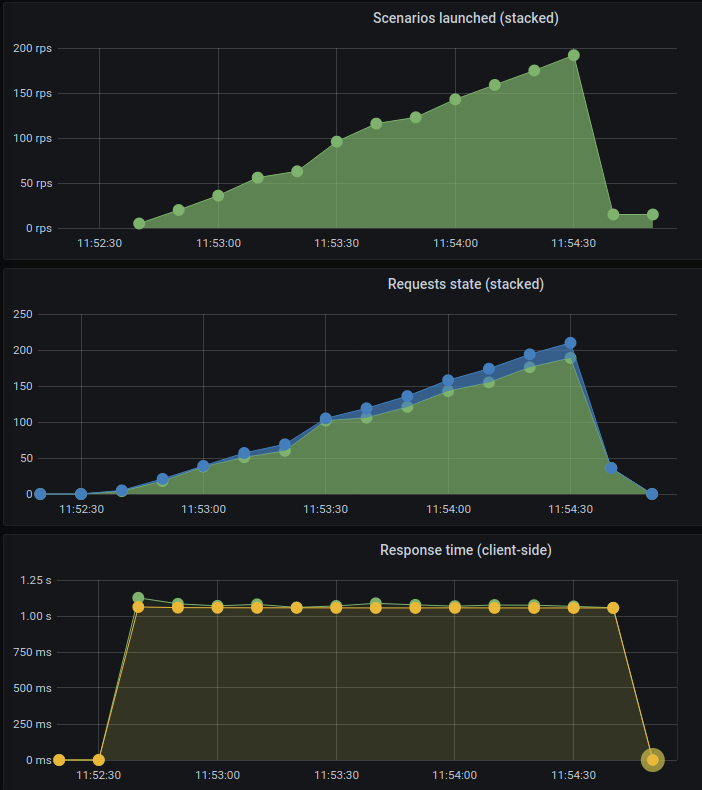 Scenarios launched (stacked)
200 rps
150 rps
100 rps
50 rps
0 rps
11:52:30 11:53:00 11:53:30 11:54:00 11:54:30
Requests state (stacked)
250
200
150
100
50
0
11:52:30 11:53:00 11:53:30 11:54:00 11:54:30
Response time (client-side)
1.25 s
1.00 s
750 ms
500 ms
250 ms
0 ms
11:52:30 11:53:00 11:53:30 11:54:00 11:54:30